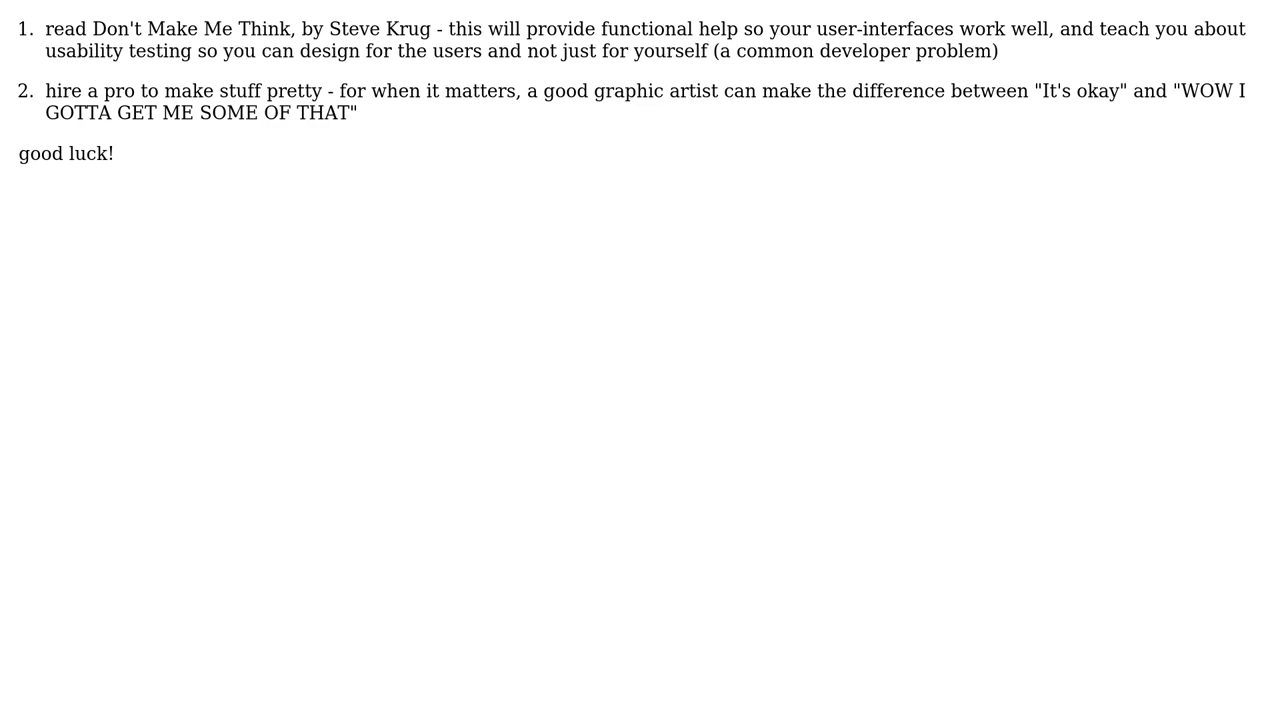 1. read Don't Make Me Think, by Steve Krug - this will provide functional help so your user-interfaces work well, and teach you about
usability testing so you can design for the users and not just for yourself (a common developer problem)
2. hire a pro to make stuff pretty - for when it matters, a good graphic artist can make the difference between "It's okay" and "WOW I
GOTTA GET ME SOME OF THAT"
good luck!